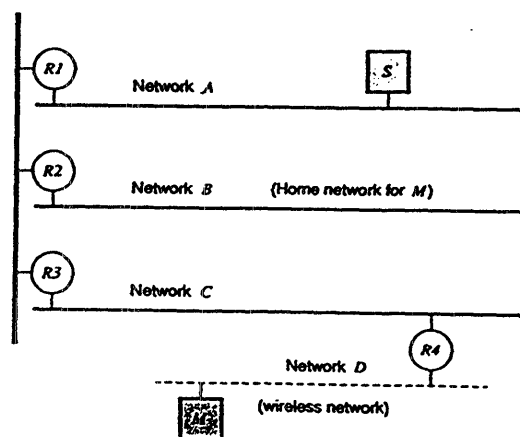 R1
S
Network A
R2
Network B (Home network for M)
R3
Network C
R4
Network D
(wireless network)
M